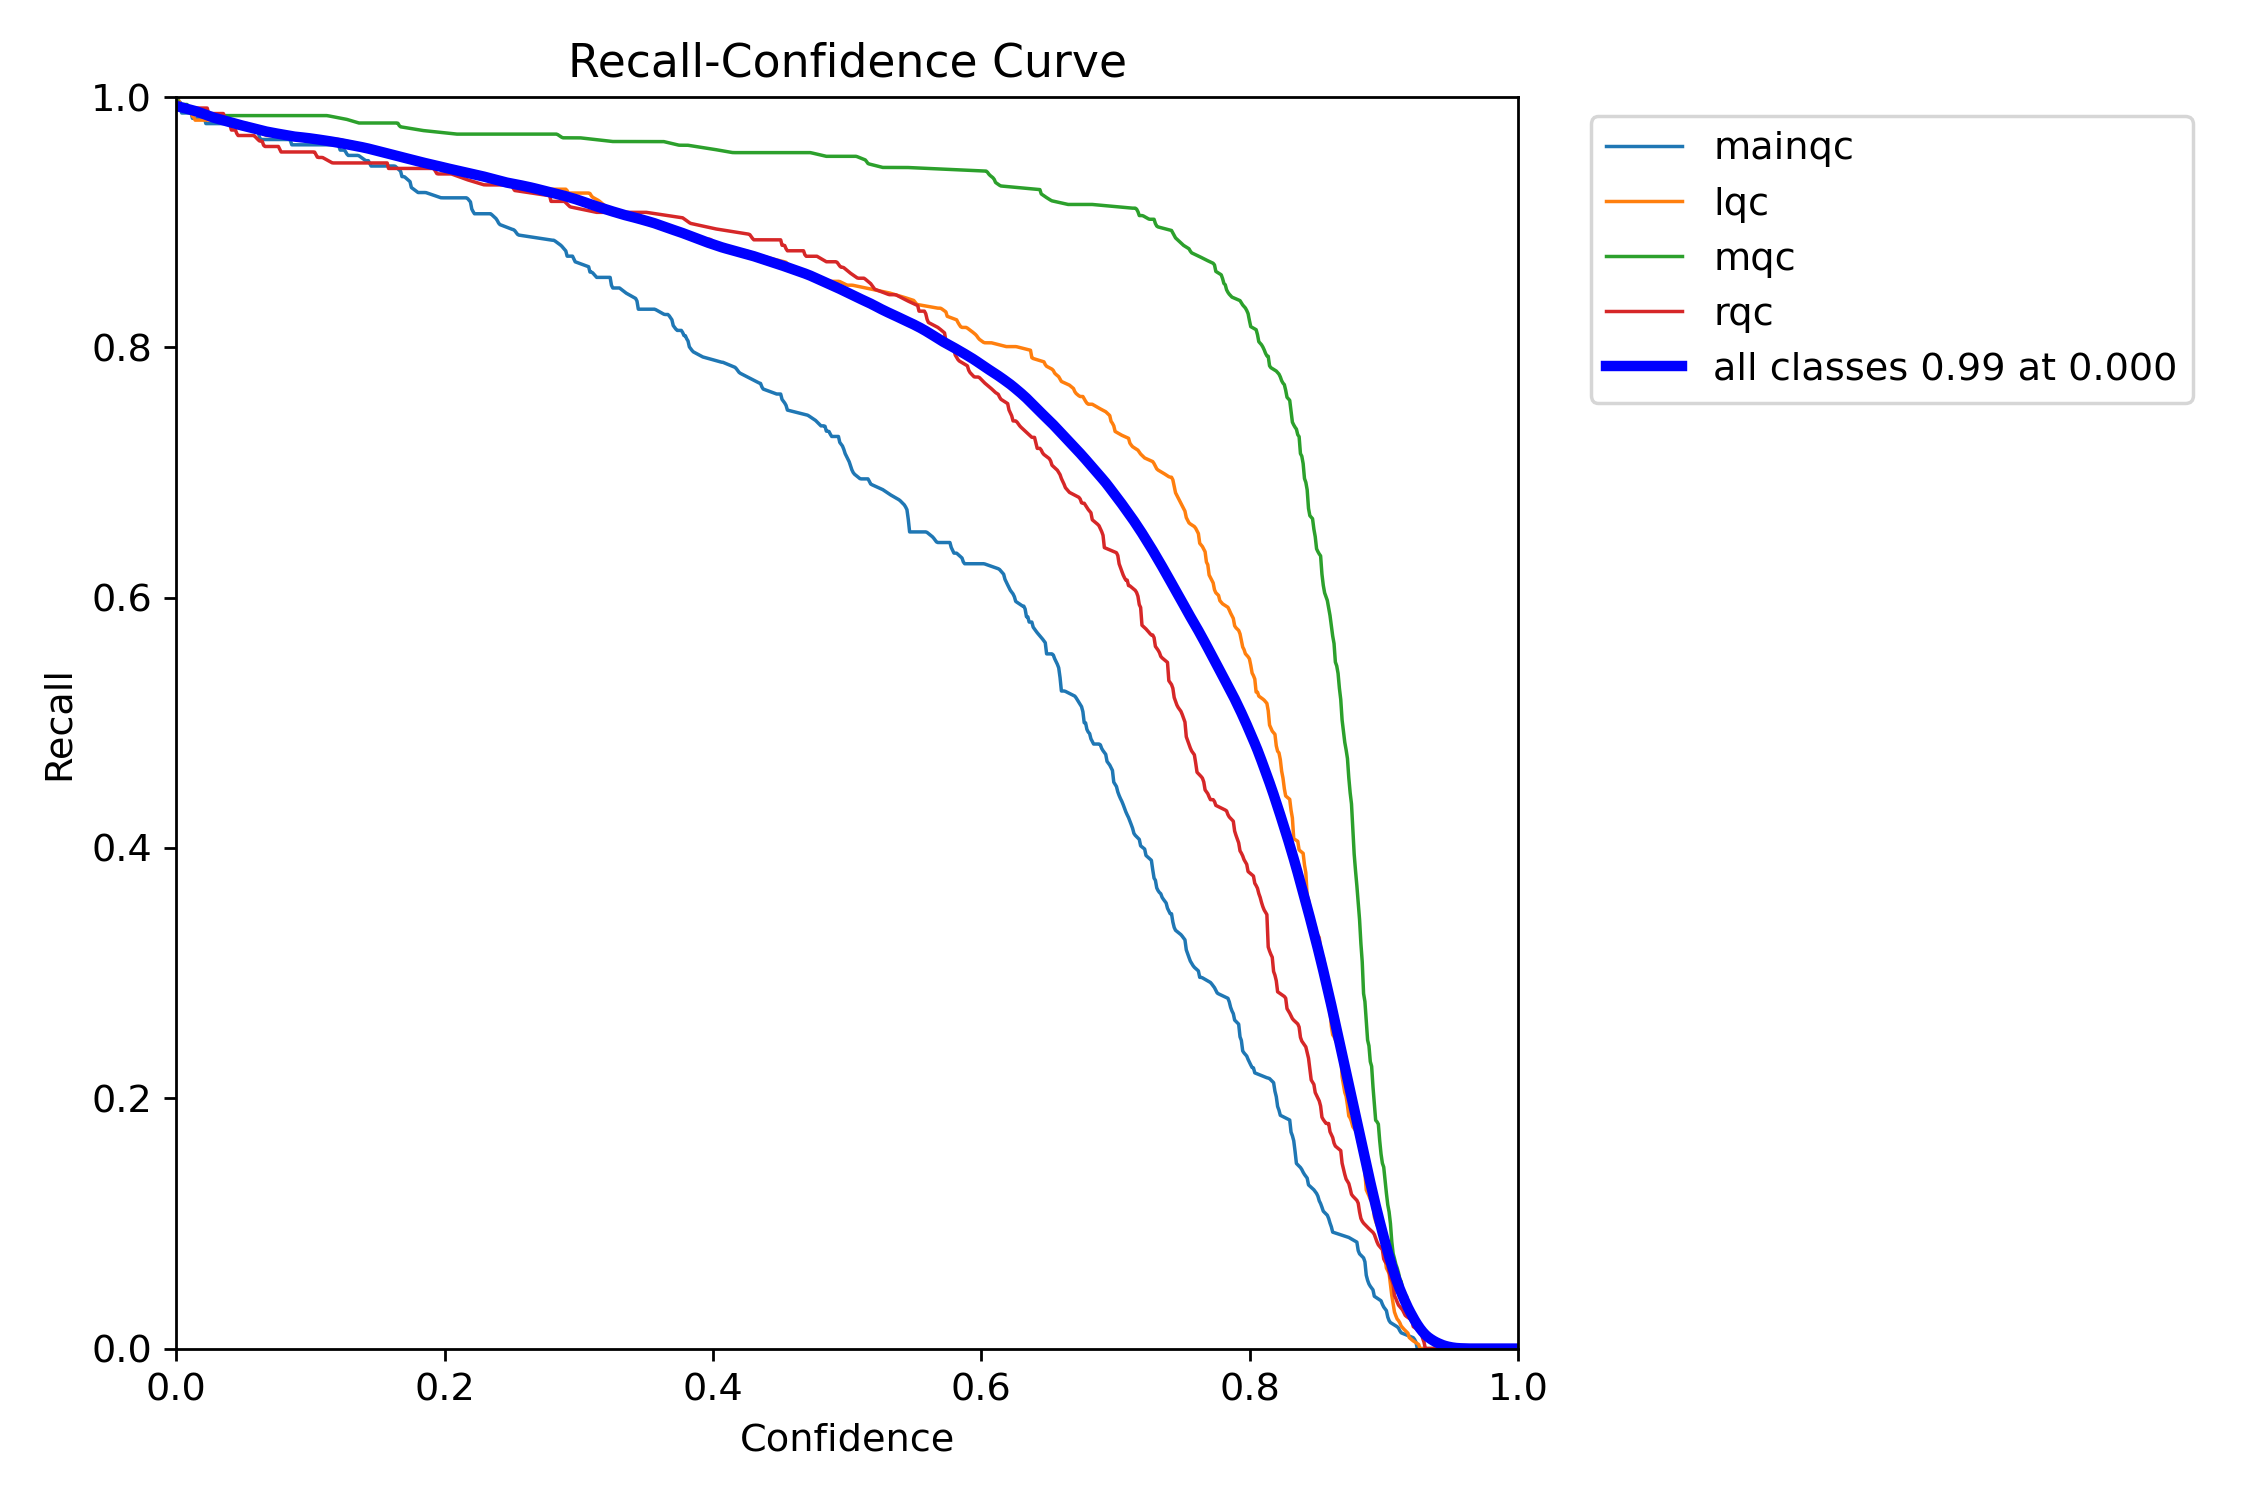 Recall-Confidence Curve
1.0
0.8
0.6
0.4
0.2
0.0
Recall
0.0 0.2 0.4 0.6 0.8 1.0
Confidence
mainqc
lqc
mqc
rqc
all classes 0.99 at 0.000